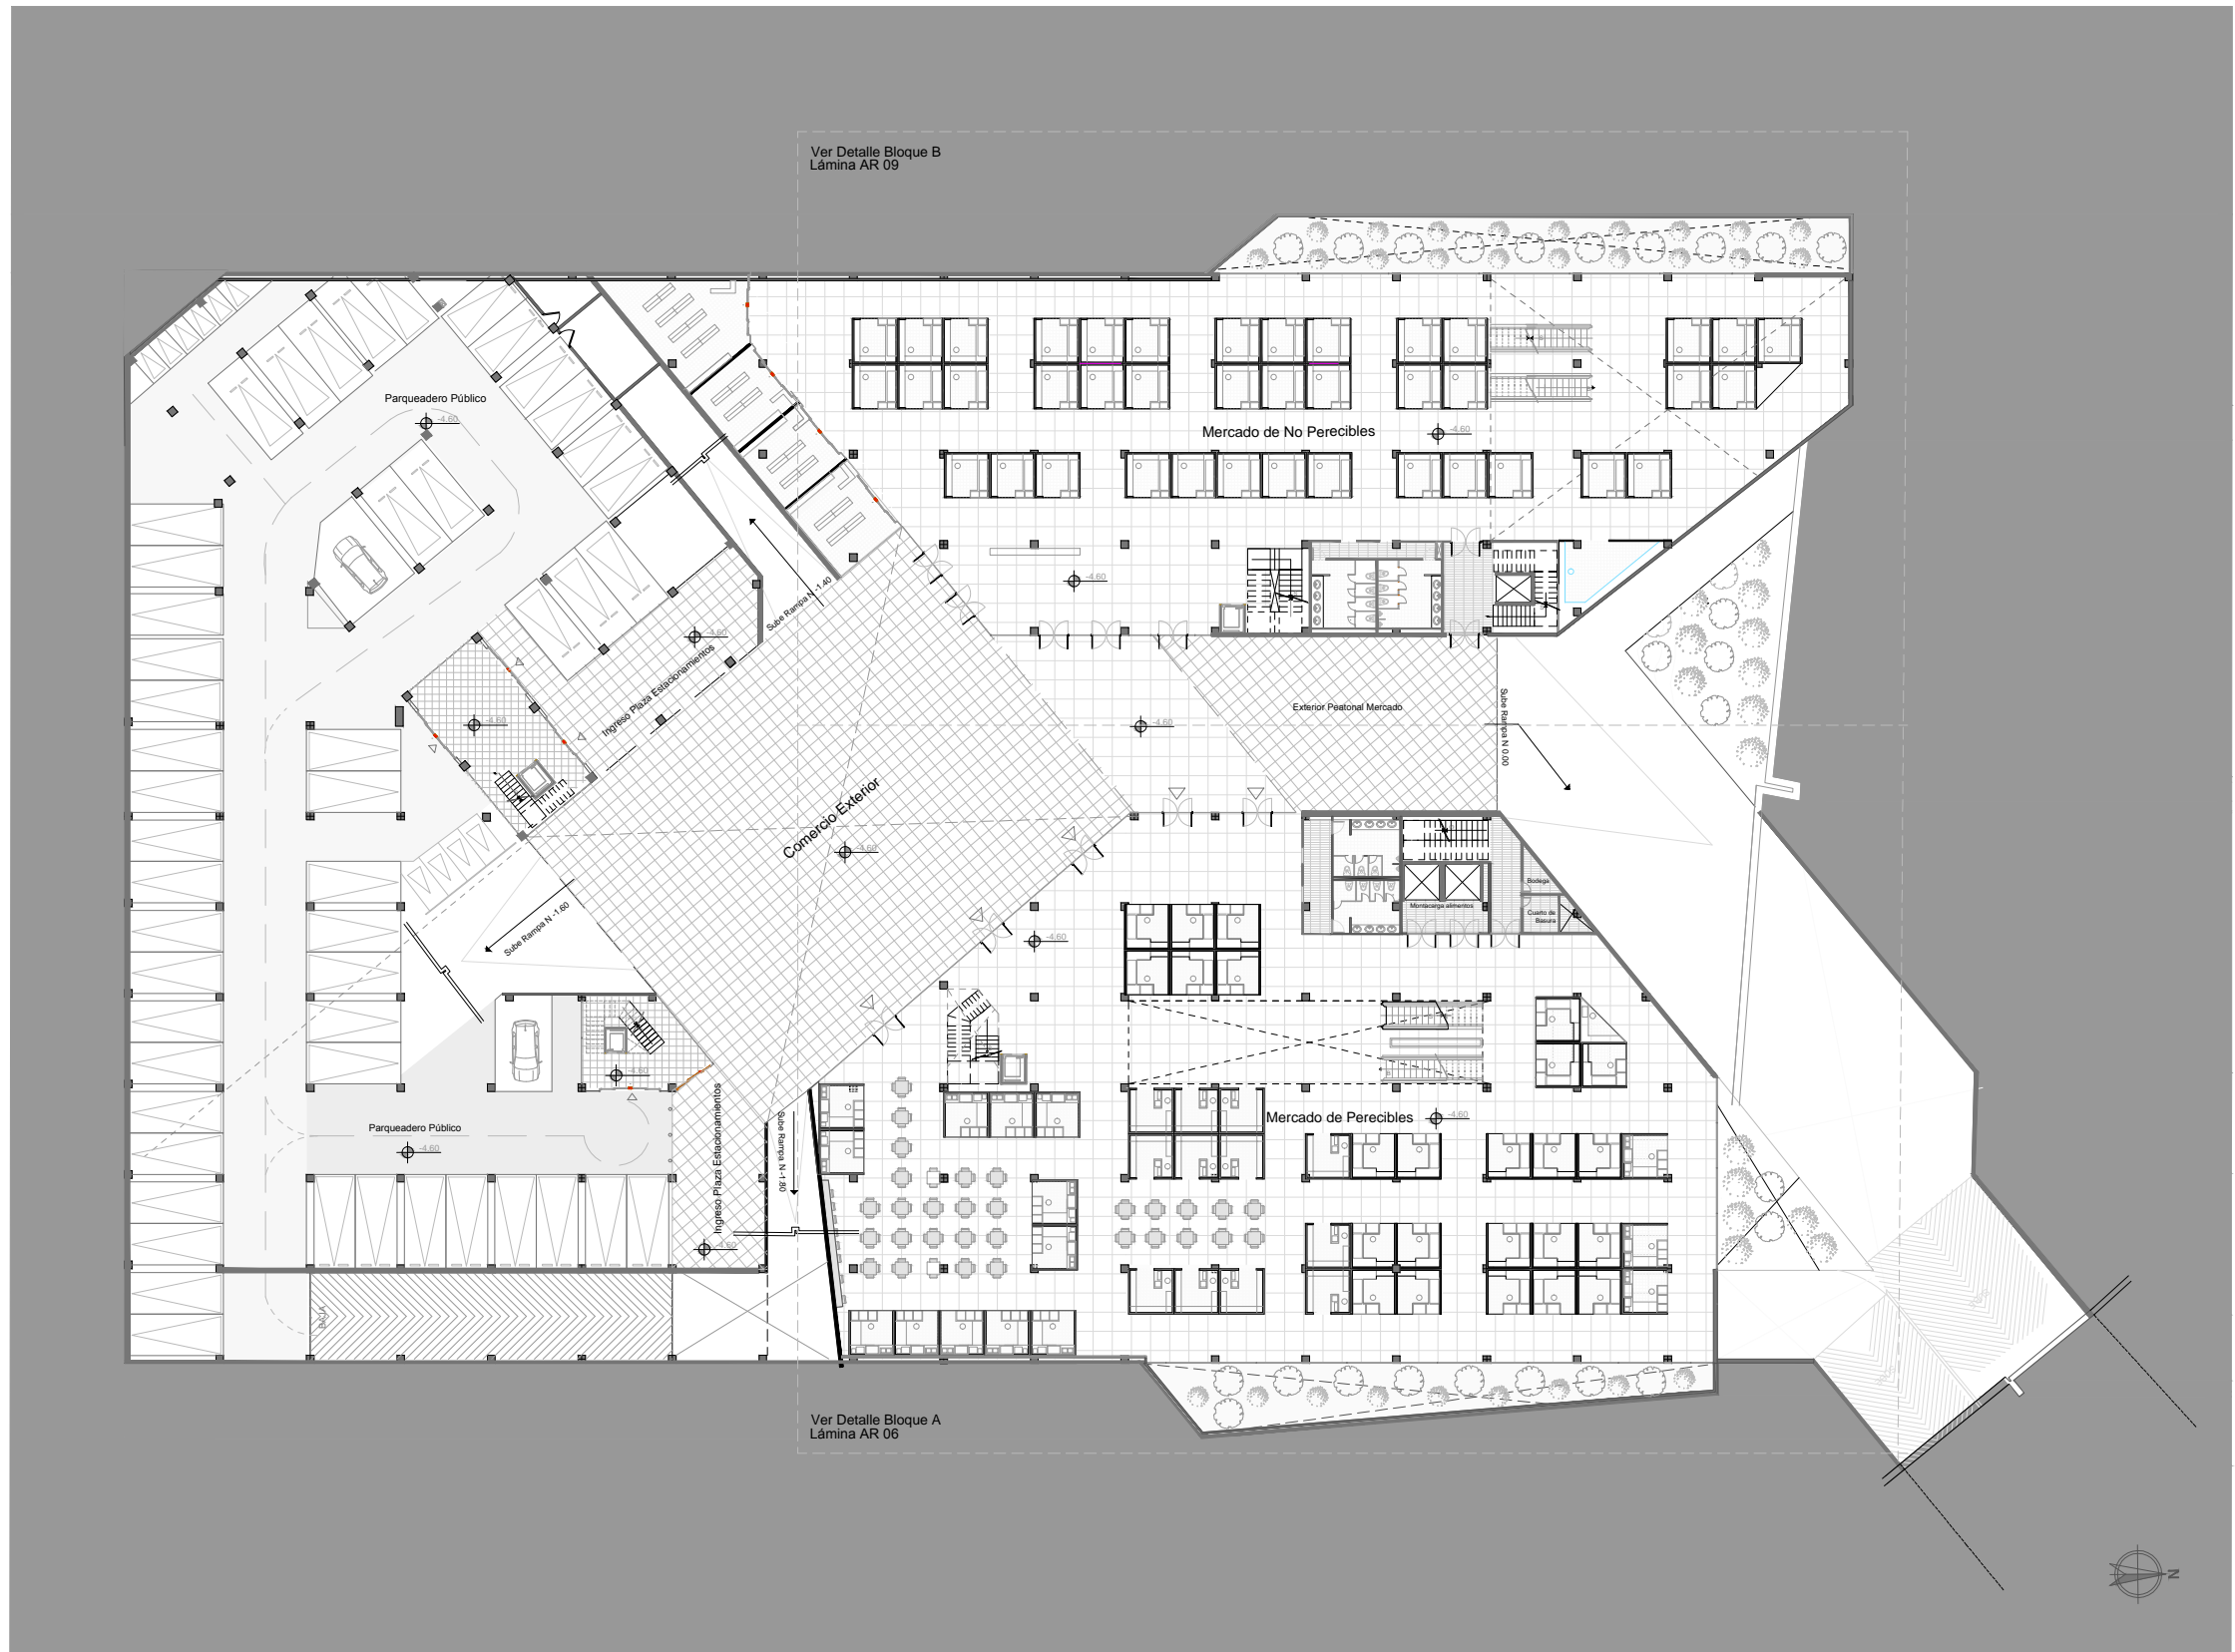 Ver Detalle Bloque B
Lámina AR 09
Parqueadero Público
-4.60
Mercado de No Perecibles
-4.60
-4.60
Sube Rampa N -1.40
-4.60
Ingreso Plaza Estacionamientos
-4.60
Exterior Peatonal Mercado
Sube Rampa N 0.00
-4.60
Comercio Exterior
-4.60
Bodega
Montacarga alimentos
Cuarto de
Basura
Sube Rampa N -1.60
-4.60
-4.60
Parqueadero Público
-4.60
Ingreso Plaza Estacionamientos
-4.60
Sube Rampa N -1.80
Mercado de Perecibles
-4.60
BAJA
Ver Detalle Bloque A
Lámina AR 06
N